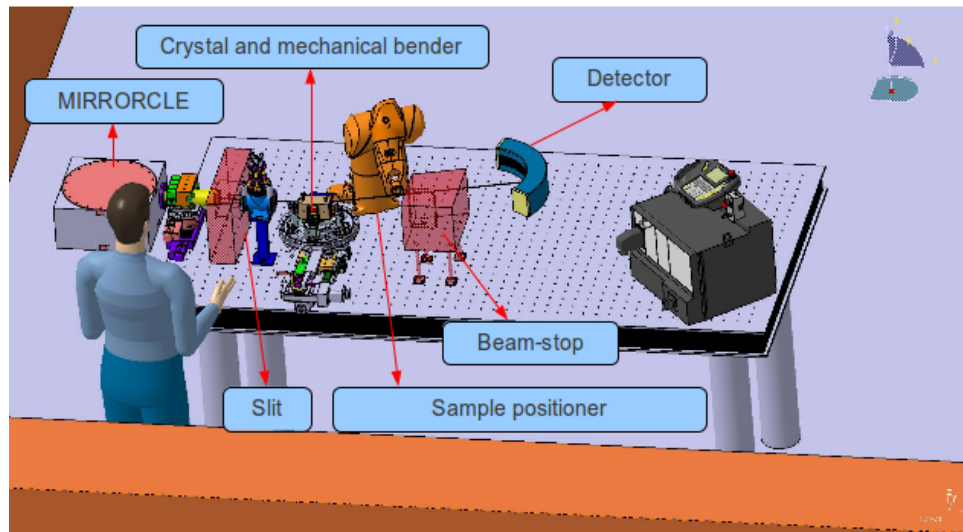 Crystal and mechanical bender
Detector
MIRRORCLE
Beam-stop
Slit
Sample positioner